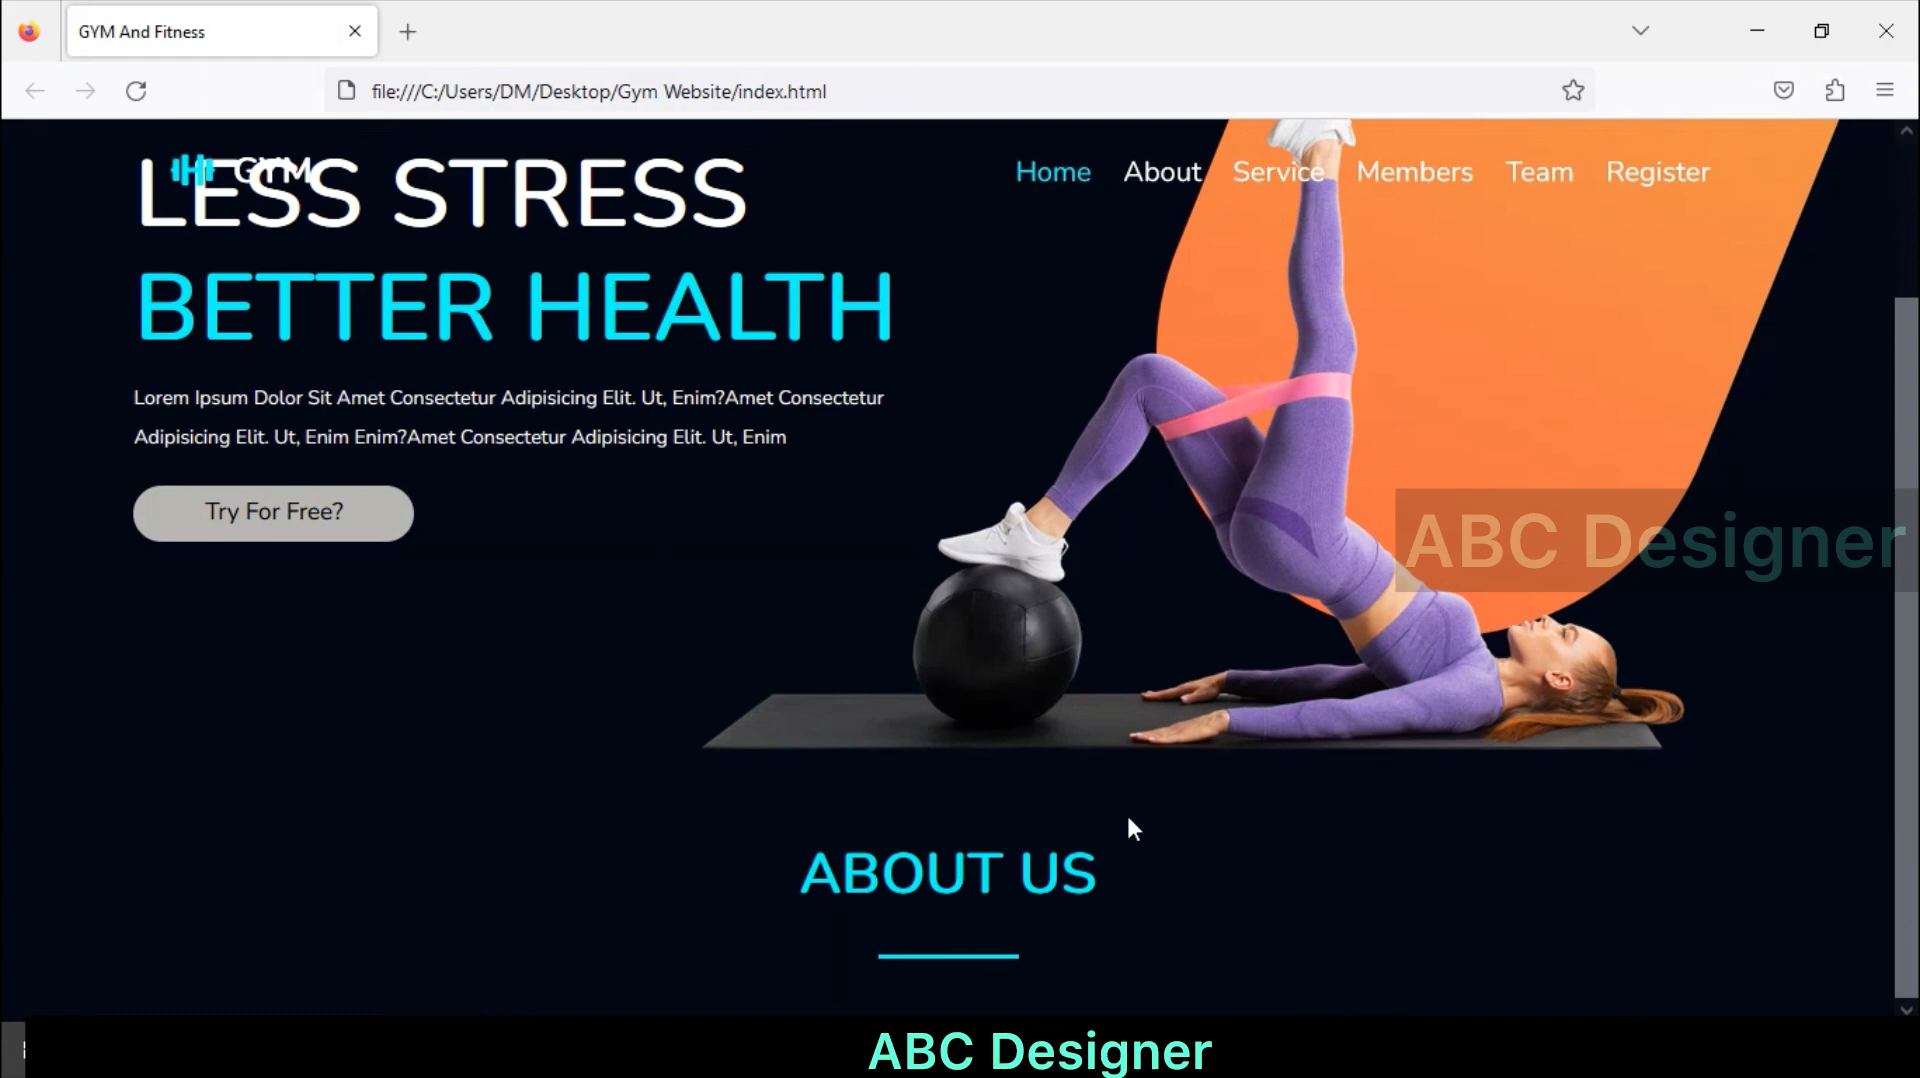 GYM And Fitness
file:///C:/Users/DM/Desktop/Gym Website/index.html
GYM
Home About Service Members Team Register
LESS STRESS
BETTER HEALTH
Lorem Ipsum Dolor Sit Amet Consectetur Adipisicing Elit. Ut, Enim?Amet Consectetur
Adipisicing Elit. Ut, Enim Enim?Amet Consectetur Adipisicing Elit. Ut, Enim
Try For Free?
ABC Designer
ABOUT US
ABC Designer